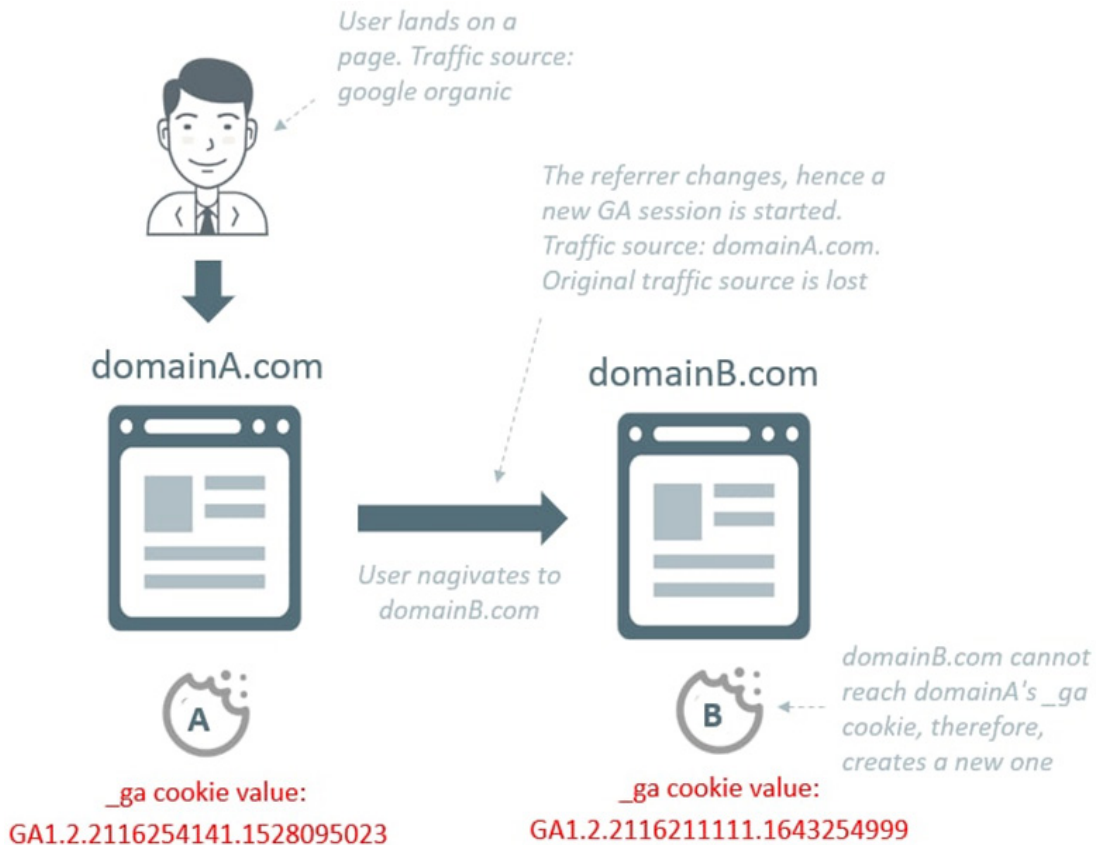 User lands on a
page. Traffic source:
google organic
The referrer changes, hence a
new GA session is started.
Traffic source: domainA.com.
Original traffic source is lost
domainA.com
domainB.com
User nagivates to
domainB.com
domainB.com cannot
reach domainA's _ga
cookie, therefore,
creates a new one
A
B
_ga cookie value:
GA1.2.2116254141.1528095023
_ga cookie value:
GA1.2.2116211111.1643254999